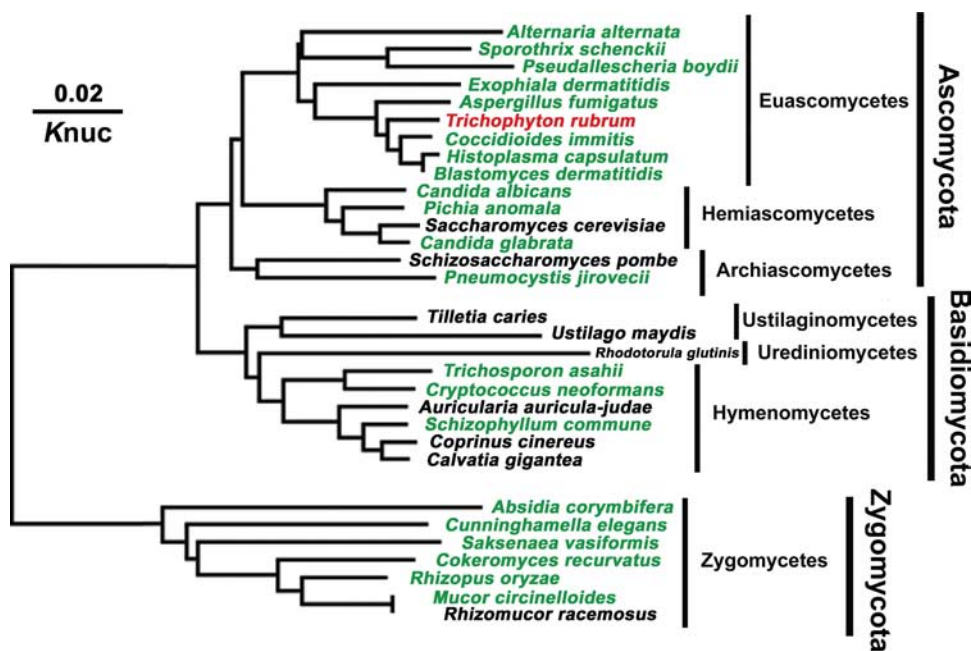 0.02
Knuc
Alternaria alternata
Sporothrix schenckii
Pseudallescheria boydii
Exophiala dermatitidis
Aspergillus fumigatus
Trichophyton rubrum
Coccidioides immitis
Histoplasma capsulatum
Blastomyces dermatitidis
Euascomycetes
Candida albicans
Pichia anomala
Saccharomyces cerevisiae
Candida glabrata
Hemiascomycetes
Schizosaccharomyces pombe
Pneumocystis jirovecii
Archiascomycetes
Ascomycota
Tilletia caries
Ustilago maydis
Ustilaginomycetes
Rhodotorula glutinis
Urediniomycetes
Trichosporon asahii
Cryptococcus neoformans
Auricularia auricula-judae
Schizophyllum commune
Coprinus cinereus
Calvatia gigantea
Hymenomycetes
Basidiomycota
Absidia corymbifera
Cunninghamella elegans
Saksenaea vasiformis
Cokeromyces recurvatus
Rhizopus oryzae
Mucor circinelloides
Rhizomucor racemosus
Zygomycetes
Zygomycota